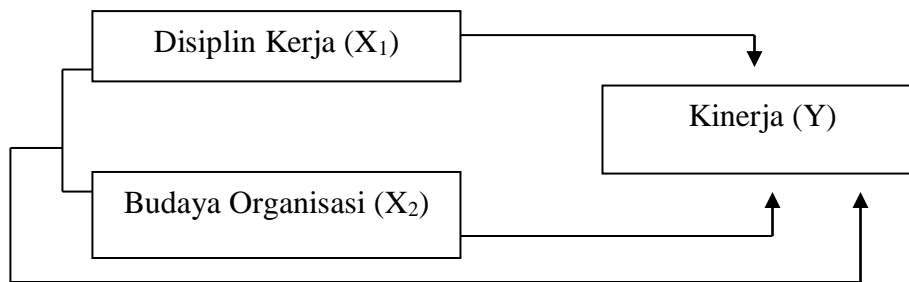 Disiplin Kerja (X₁)
Kinerja (Y)
Budaya Organisasi (X₂)